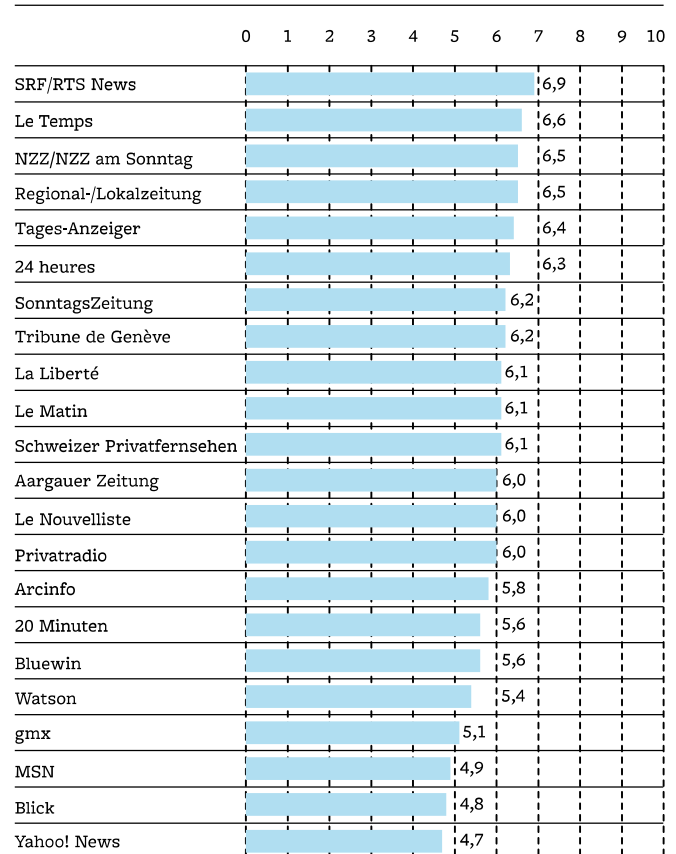 0 1 2 3 4 5 6 7 8 9 10
SRF/RTS News 6,9
Le Temps 6,6
NZZ/NZZ am Sonntag 6,5
Regional-/Lokalzeitung 6,5
Tages-Anzeiger 6,4
24 heures 6,3
SonntagsZeitung 6,2
Tribune de Genève 6,2
La Liberté 6,1
Le Matin 6,1
Schweizer Privatfernsehen 6,1
Aargauer Zeitung 6,0
Le Nouvelliste 6,0
Privatradio 6,0
Arcinfo 5,8
20 Minuten 5,6
Bluewin 5,6
Watson 5,4
gmx 5,1
MSN 4,9
Blick 4,8
Yahoo! News 4,7